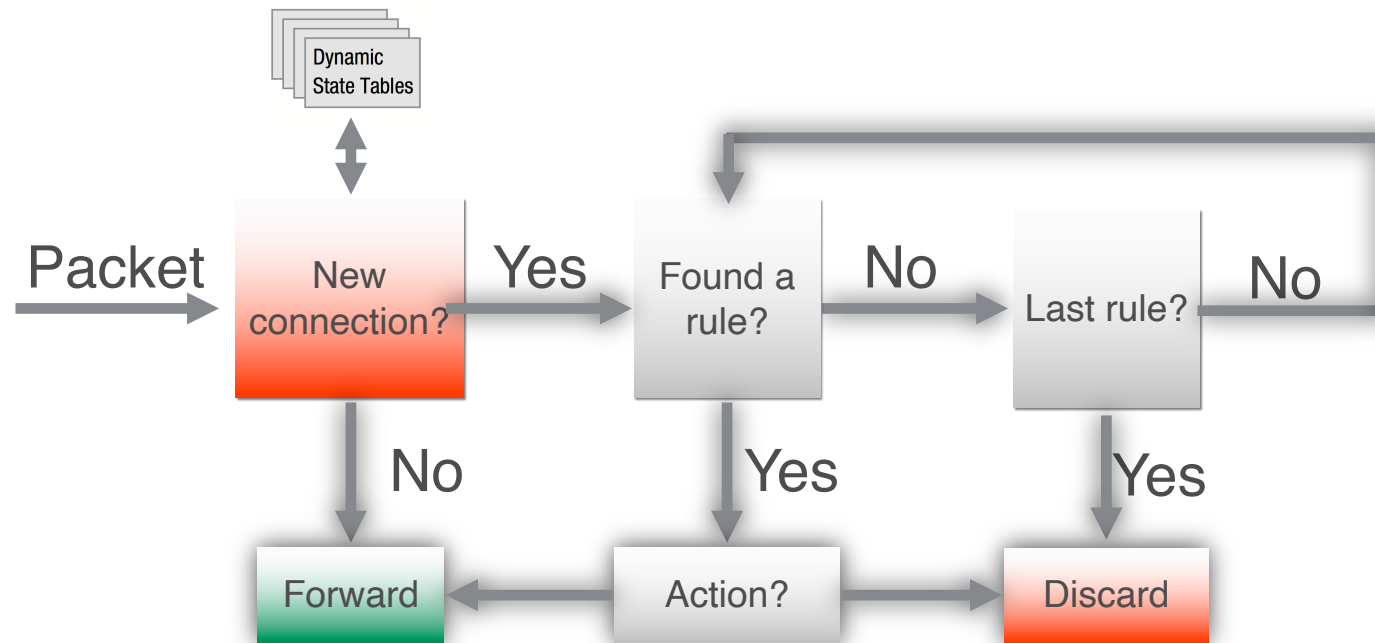 Dynamic
State Tables
Packet
New
connection?
Yes
Found a
rule?
No
Last rule?
No
No
Yes
Yes
Forward
Action?
Discard